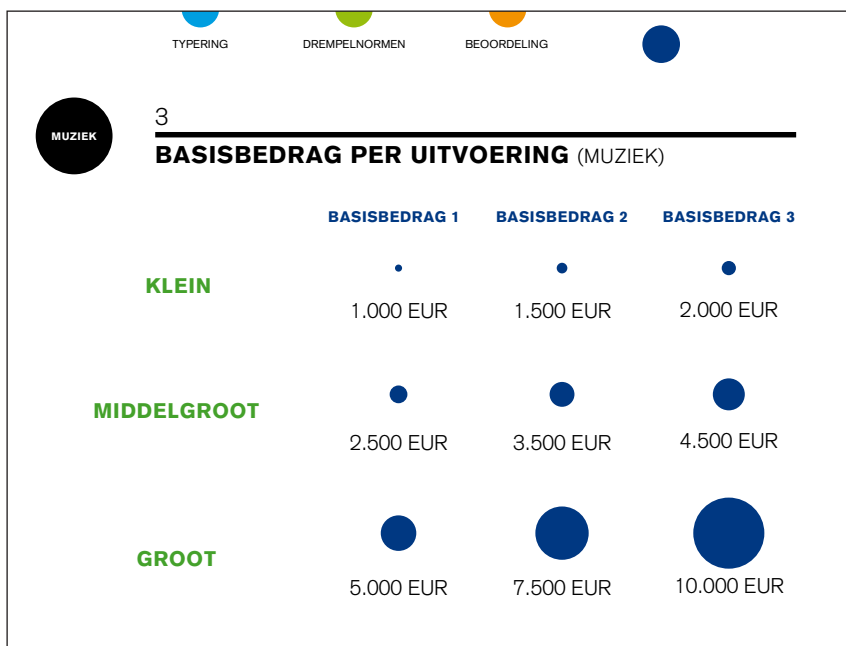 TYPERING DREMPELNORMEN BEOORDELING
MUZIEK
3
BASISBEDRAG PER UITVOERING (MUZIEK)
BASISBEDRAG 1 BASISBEDRAG 2 BASISBEDRAG 3
KLEIN
1.000 EUR 1.500 EUR 2.000 EUR
MIDDELGROOT
2.500 EUR 3.500 EUR 4.500 EUR
GROOT
5.000 EUR 7.500 EUR 10.000 EUR